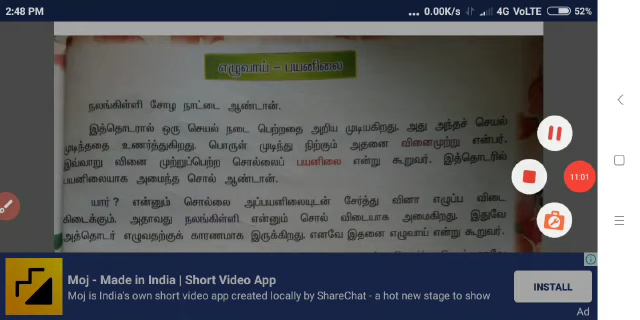 2:48 PM ... 0.00K/s 4G VoLTE 52%
எழுவாய் – பயனிலை
நலங்கிள்ளி சோழ நாட்டை ஆண்டான்.
இத்தொடரால் ஒரு செயல் நடை பெற்றதை அறிய முடிகிறது. அது அந்தச் செயல்
முடிந்ததை உணர்த்துகிறது. பொருள் முடிந்து நிற்கும் அதனை வினைமுற்று என்பர்.
இவ்வாறு வினை முற்றுப்பெற்ற சொல்லைப் பயனிலை என்று கூறுவர். இத்தொடரில்
பயனிலையாக அமைந்த சொல் ஆண்டான்.
யார் ? என்னும் சொல்லை அப்பயனிலையுடன் சேர்த்து வினா எழுப்ப விடை
கிடைக்கும். அதாவது நலங்கிள்ளி என்னும் சொல் விடையாக அமைகிறது. இதுவே
அத்தொடர் எழுவதற்குக் காரணமாக இருக்கிறது. எனவே இதனை எழுவாய் என்று கூறுவர்.
11:01
Moj - Made in India | Short Video App
Moj is India's own short video app created locally by ShareChat - a hot new stage to show
INSTALL
Ad